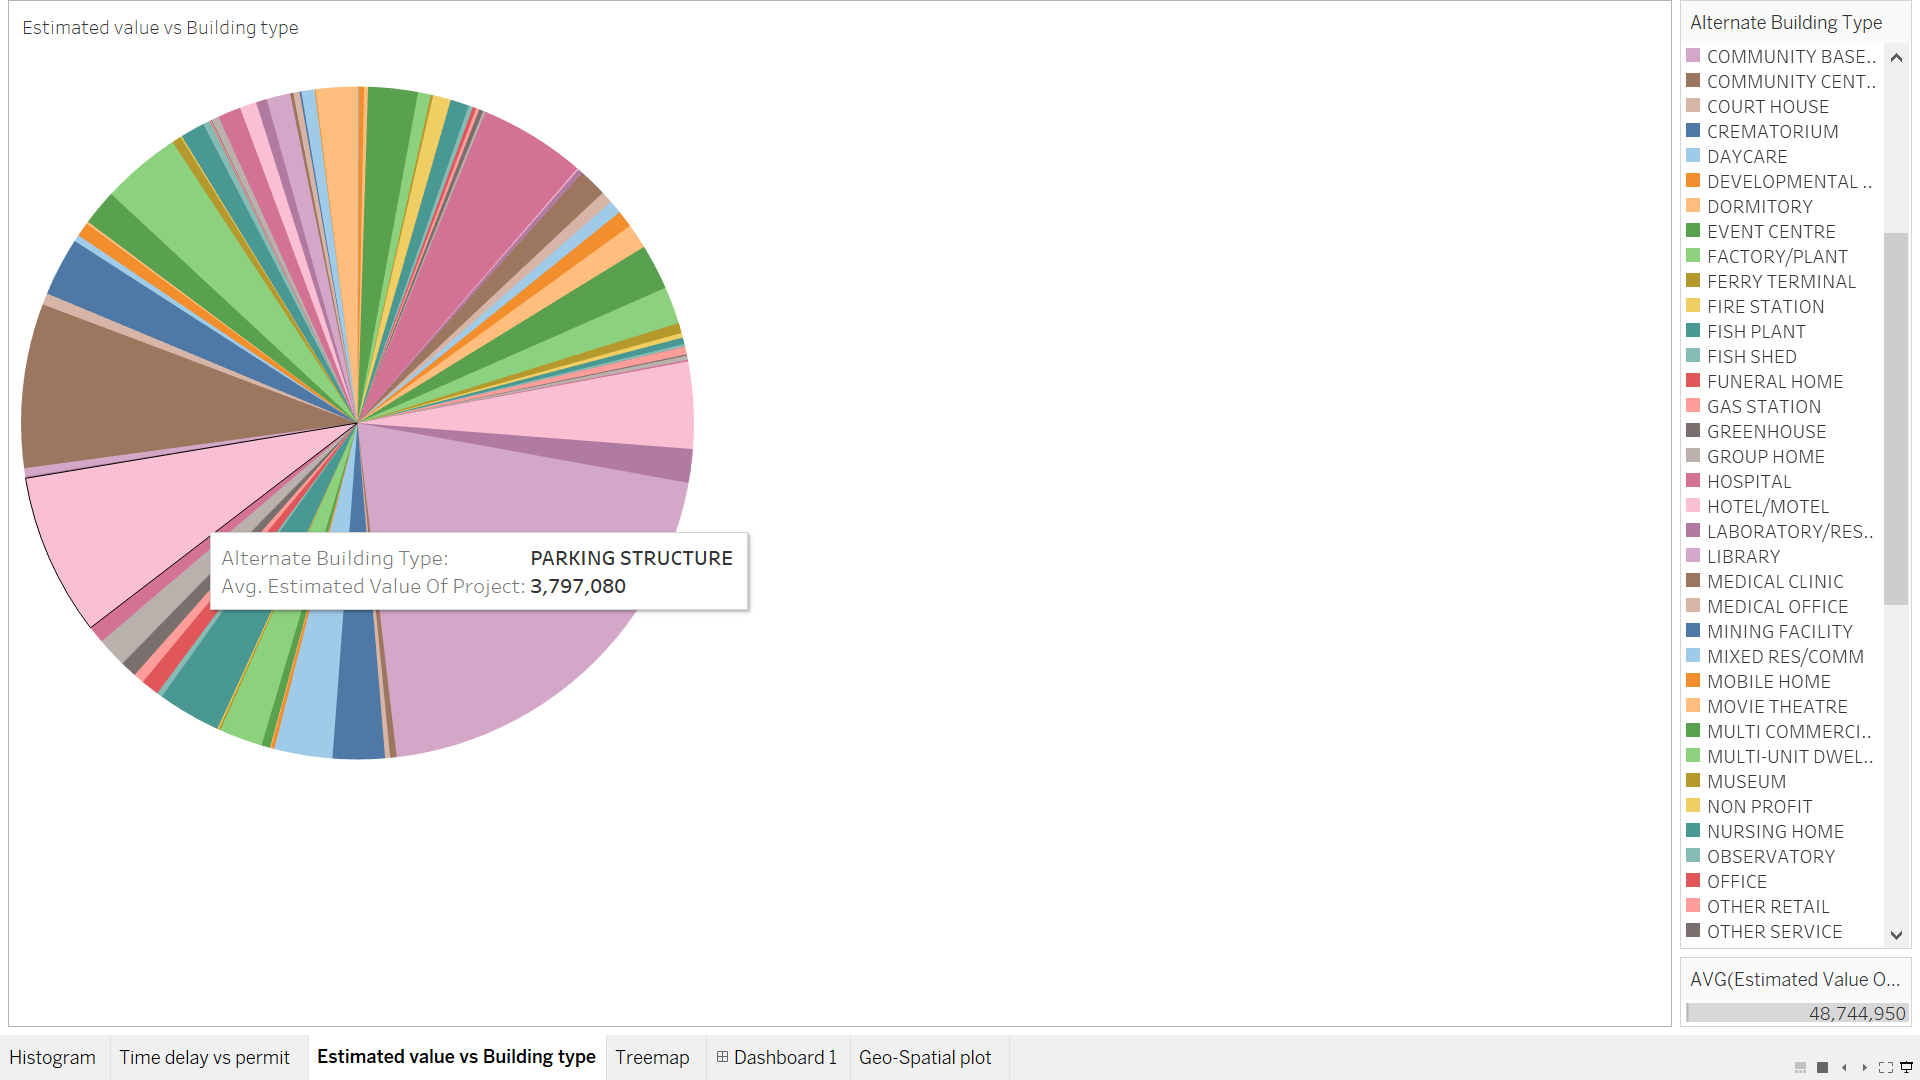 Estimated value vs Building type
Alternate Building Type
COMMUNITY BASE..
COMMUNITY CENT..
COURT HOUSE
CREMATORIUM
DAYCARE
DEVELOPMENTAL ..
DORMITORY
EVENT CENTRE
FACTORY/PLANT
FERRY TERMINAL
FIRE STATION
FISH PLANT
FISH SHED
FUNERAL HOME
GAS STATION
GREENHOUSE
GROUP HOME
HOSPITAL
HOTEL/MOTEL
LABORATORY/RES..
LIBRARY
MEDICAL CLINIC
MEDICAL OFFICE
MINING FACILITY
MIXED RES/COMM
MOBILE HOME
MOVIE THEATRE
MULTI COMMERCI..
MULTI-UNIT DWEL..
MUSEUM
NON PROFIT
NURSING HOME
OBSERVATORY
OFFICE
OTHER RETAIL
OTHER SERVICE
Alternate Building Type: PARKING STRUCTURE
Avg. Estimated Value Of Project: 3,797,080
AVG(Estimated Value O...
48,744,950
Histogram
Time delay vs permit
Estimated value vs Building type
Treemap
Dashboard 1
Geo-Spatial plot